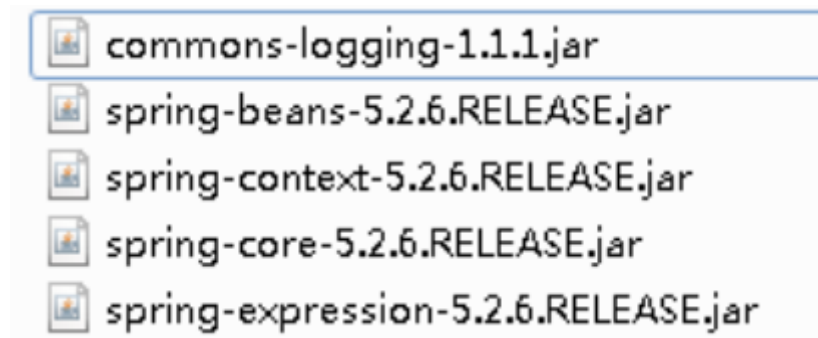 commons-logging-1.1.1.jar
spring-beans-5.2.6.RELEASE.jar
spring-context-5.2.6.RELEASE.jar
spring-core-5.2.6.RELEASE.jar
spring-expression-5.2.6.RELEASE.jar